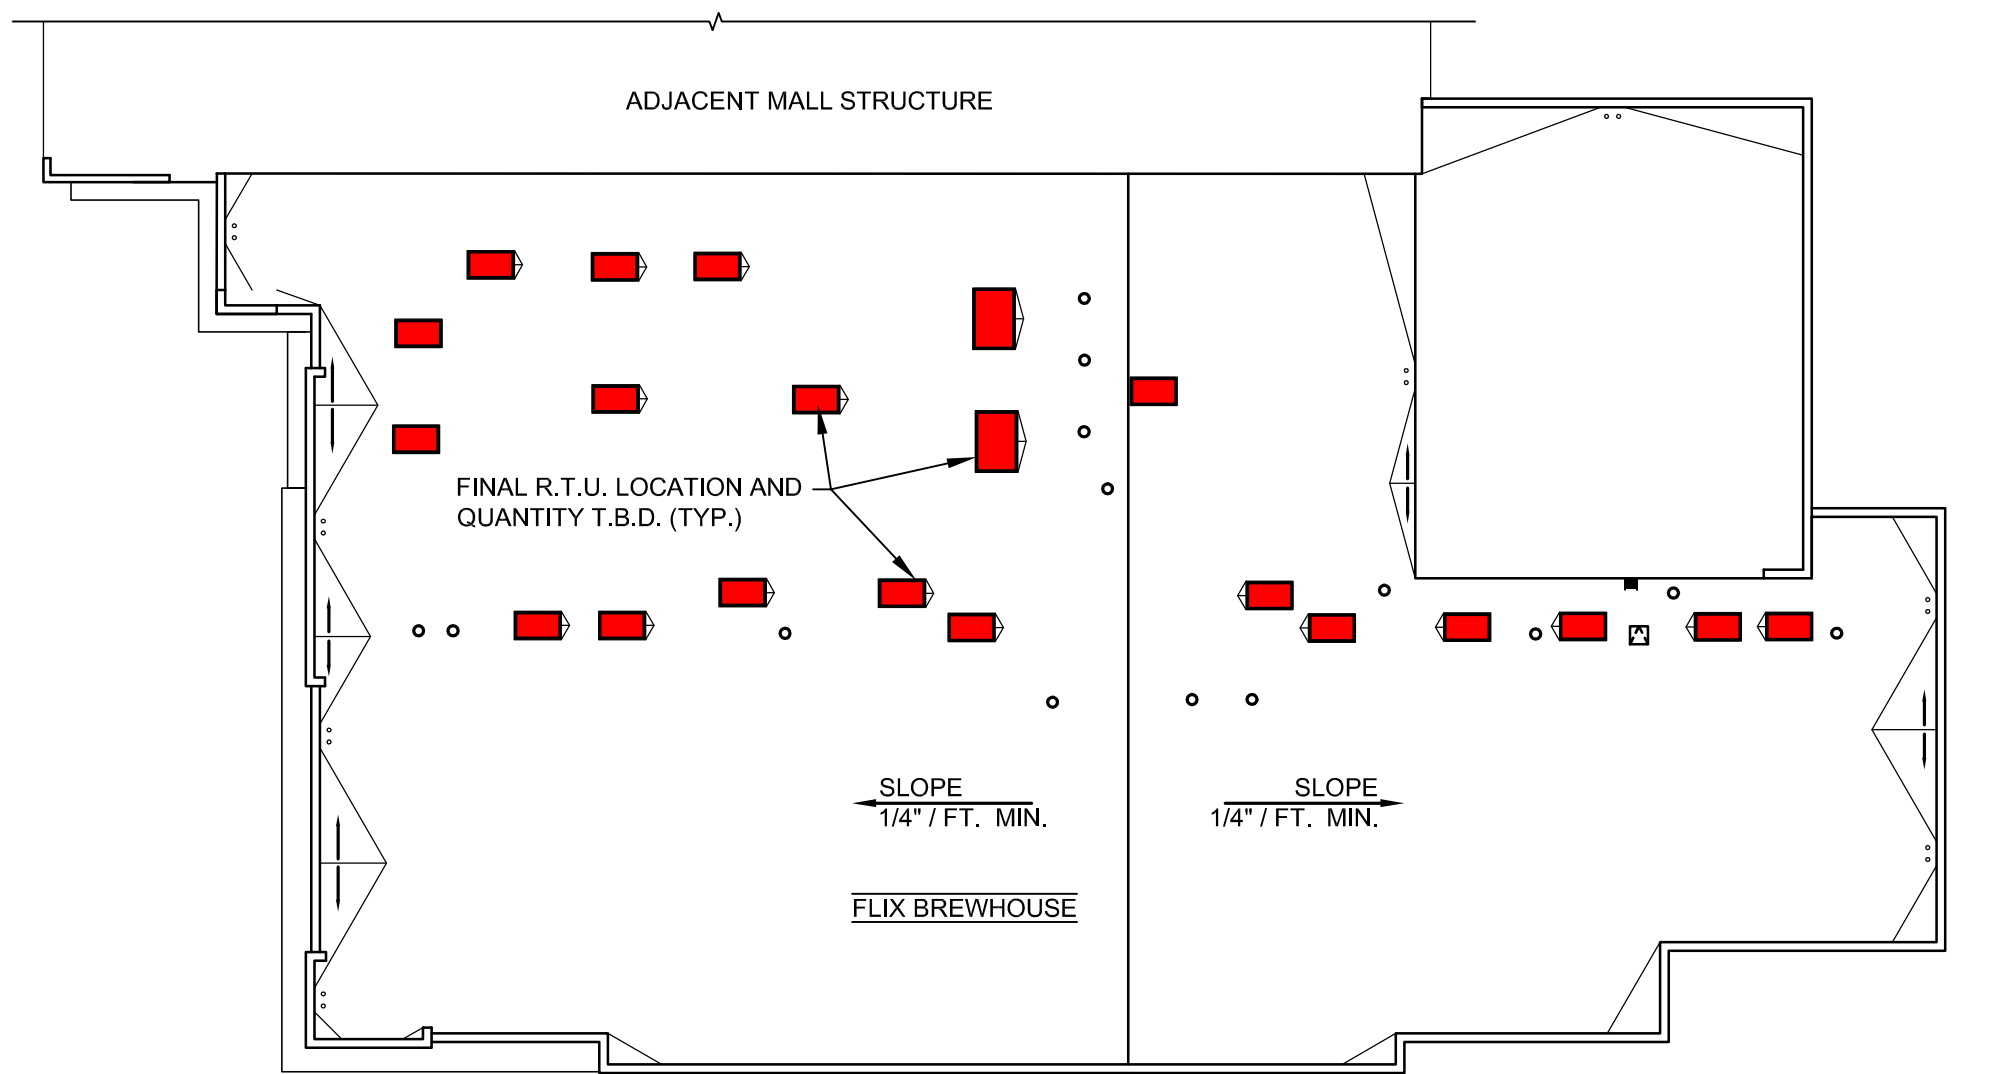 ADJACENT MALL STRUCTURE
FINAL R.T.U. LOCATION AND
QUANTITY T.B.D. (TYP.)
SLOPE
1/4" / FT. MIN.
SLOPE
1/4" / FT. MIN.
FLIX BREWHOUSE